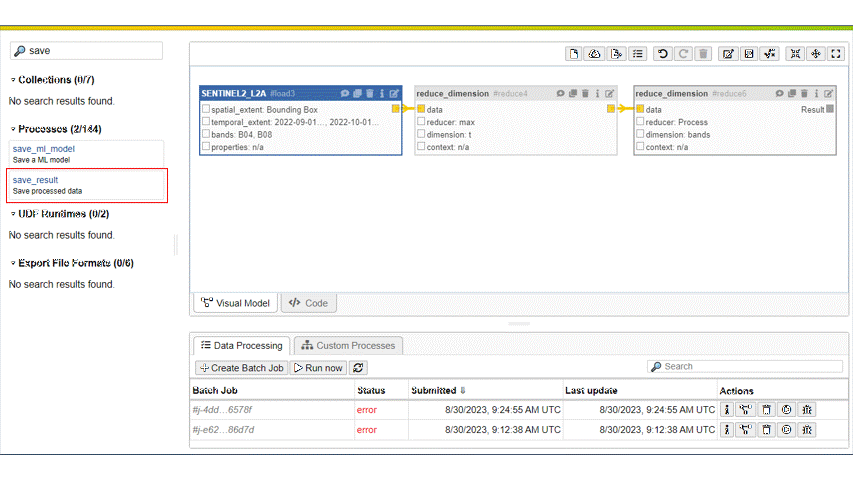 save
Collections (0/7)
No search results found.
Processes (2/184)
save_ml_model
Save a ML model
save_result
Save processed data
UDF Runtimes (0/2)
No search results found.
Export File Formats (0/6)
No search results found.
SENTINEL2_L2A #load3
spatial_extent: Bounding Box
temporal_extent: 2022-09-01..., 2022-10-01...
bands: B04, B08
properties: n/a
reduce_dimension #reduce4
data
reducer: max
dimension: t
context: n/a
reduce_dimension #reduce6
data Result
reducer: Process
dimension: bands
context: n/a
Visual Model Code
Data Processing Custom Processes
Create Batch Job Run now Search
Batch Job Status Submitted Last update Actions
#j-4dd...6578f error 8/30/2023, 9:24:55 AM UTC 8/30/2023, 9:24:55 AM UTC
#j-e62...86d7d error 8/30/2023, 9:12:38 AM UTC 8/30/2023, 9:12:38 AM UTC